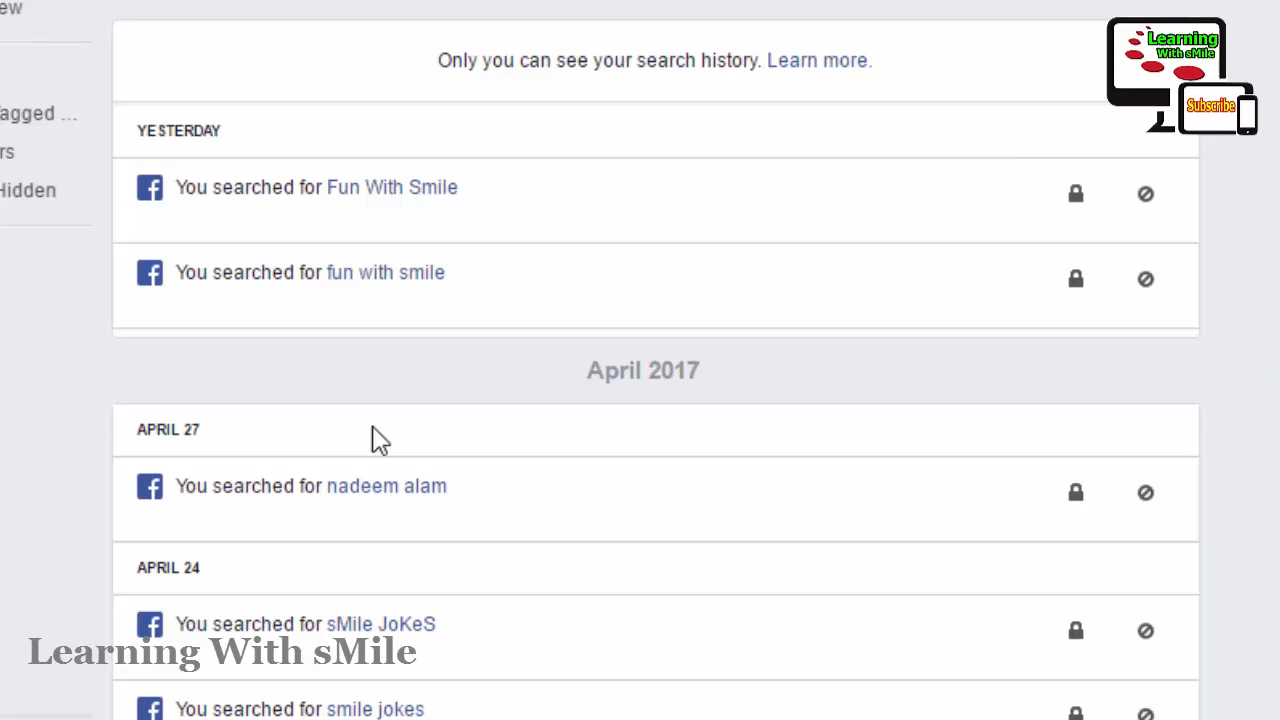 ew
Only you can see your search history. Learn more.
Learning
With sMile
Subscribe
agged ...
YESTERDAY
rs
You searched for Fun With Smile
Hidden
You searched for fun with smile
April 2017
APRIL 27
You searched for nadeem alam
APRIL 24
You searched for sMile JoKeS
Learning With sMile
You searched for smile jokes